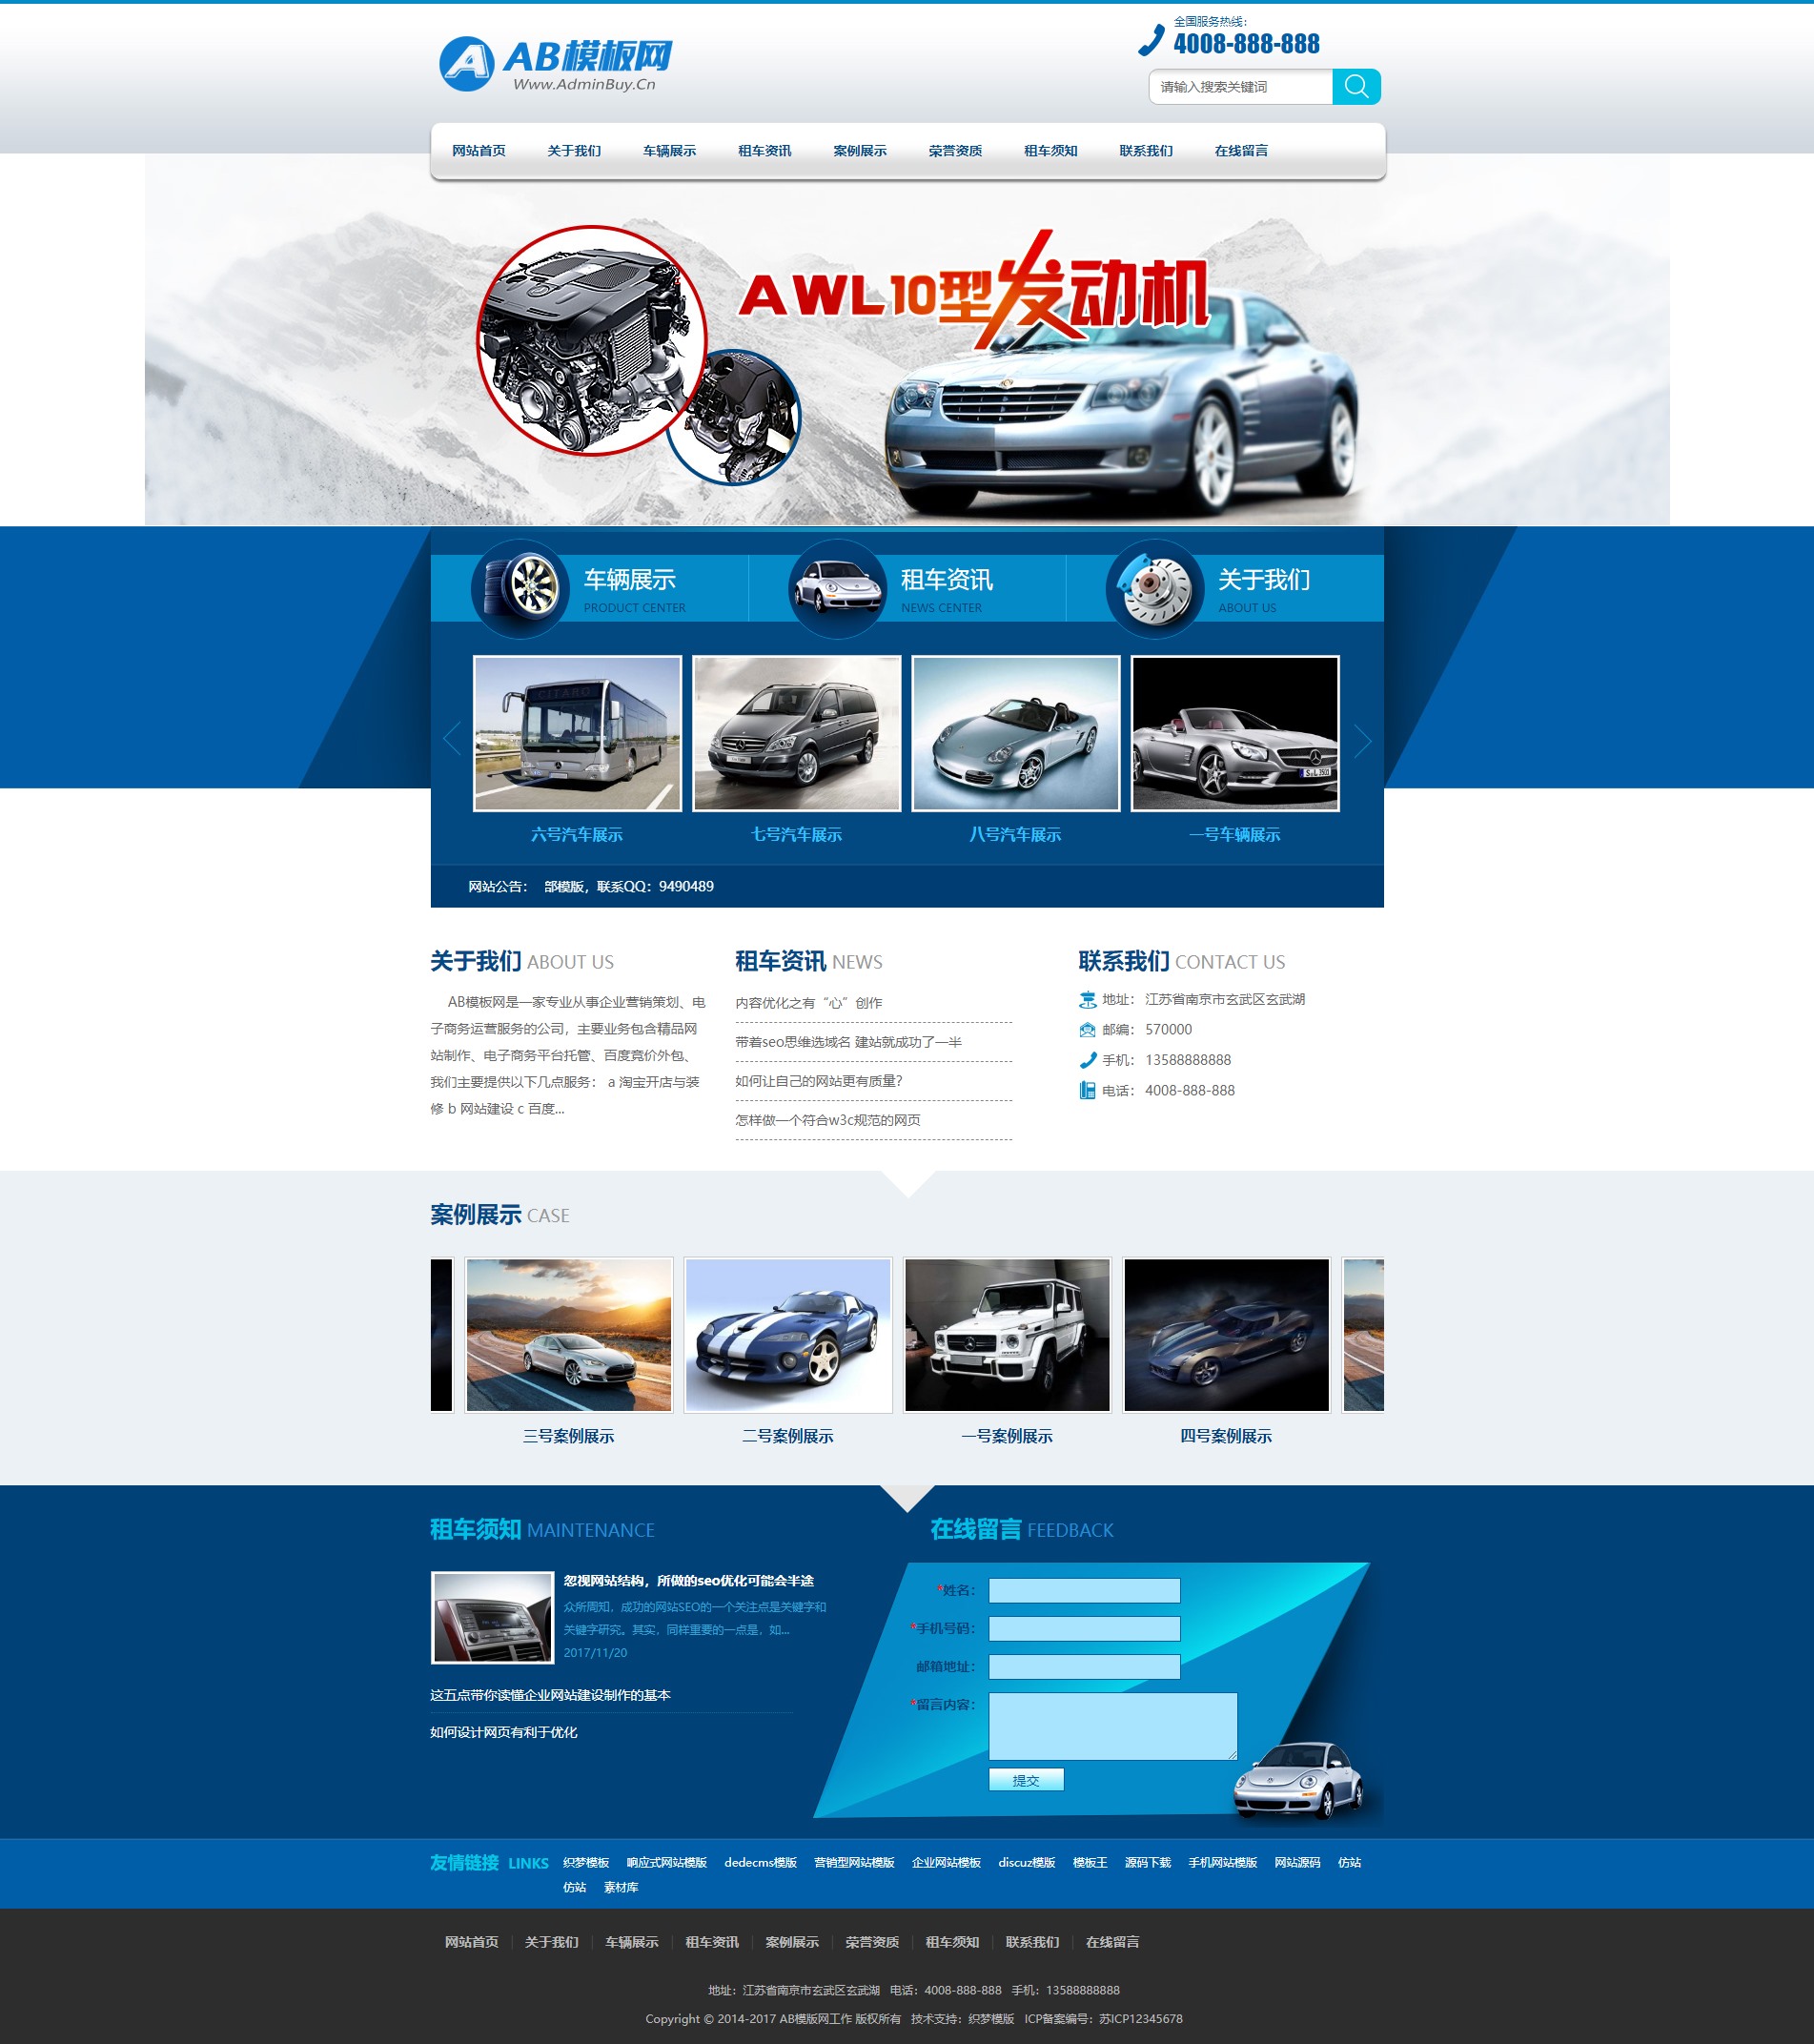 全国服务热线：
4008-888-888
AB模板网
Www.AdminBuy.Cn
请输入搜索关键词
网站首页 关于我们 车辆展示 租车资讯 案例展示 荣誉资质 租车须知 联系我们 在线留言
AWL10型发动机
车辆展示
PRODUCT CENTER
租车资讯
NEWS CENTER
关于我们
ABOUT US
CITARO
六号汽车展示 七号汽车展示 八号汽车展示 一号车辆展示
网站公告： 部模版，联系QQ：9490489
关于我们 ABOUT US
AB模板网是一家专业从事企业营销策划、电
子商务运营服务的公司，主要业务包含精品网
站制作、电子商务平台托管、百度竞价外包、
我们主要提供以下几点服务： a 淘宝开店与装
修 b 网站建设 c 百度...
租车资讯 NEWS
内容优化之有“心”创作
带着seo思维选域名 建站就成功了一半
如何让自己的网站更有质量?
怎样做一个符合w3c规范的网页
联系我们 CONTACT US
地址： 江苏省南京市玄武区玄武湖
邮编： 570000
手机： 13588888888
电话： 4008-888-888
案例展示 CASE
三号案例展示 二号案例展示 一号案例展示 四号案例展示
租车须知 MAINTENANCE
忽视网站结构，所做的seo优化可能会半途
众所周知，成功的网站SEO的一个关注点是关键字和
关键字研究。其实，同样重要的一点是，如...
2017/11/20
这五点带你读懂企业网站建设制作的基本
如何设计网页有利于优化
在线留言 FEEDBACK
*姓名：
*手机号码：
邮箱地址：
*留言内容：
提交
友情链接 LINKS 织梦模板 响应式网站模版 dedecms模版 营销型网站模版 企业网站模板 discuz模版 模板王 源码下载 手机网站模版 网站源码 仿站
仿站 素材库
网站首页 关于我们 车辆展示 租车资讯 案例展示 荣誉资质 租车须知 联系我们 在线留言
地址：江苏省南京市玄武区玄武湖 电话：4008-888-888 手机：13588888888
Copyright © 2014-2017 AB模版网工作 版权所有 技术支持：织梦模版 ICP备案编号：苏ICP12345678